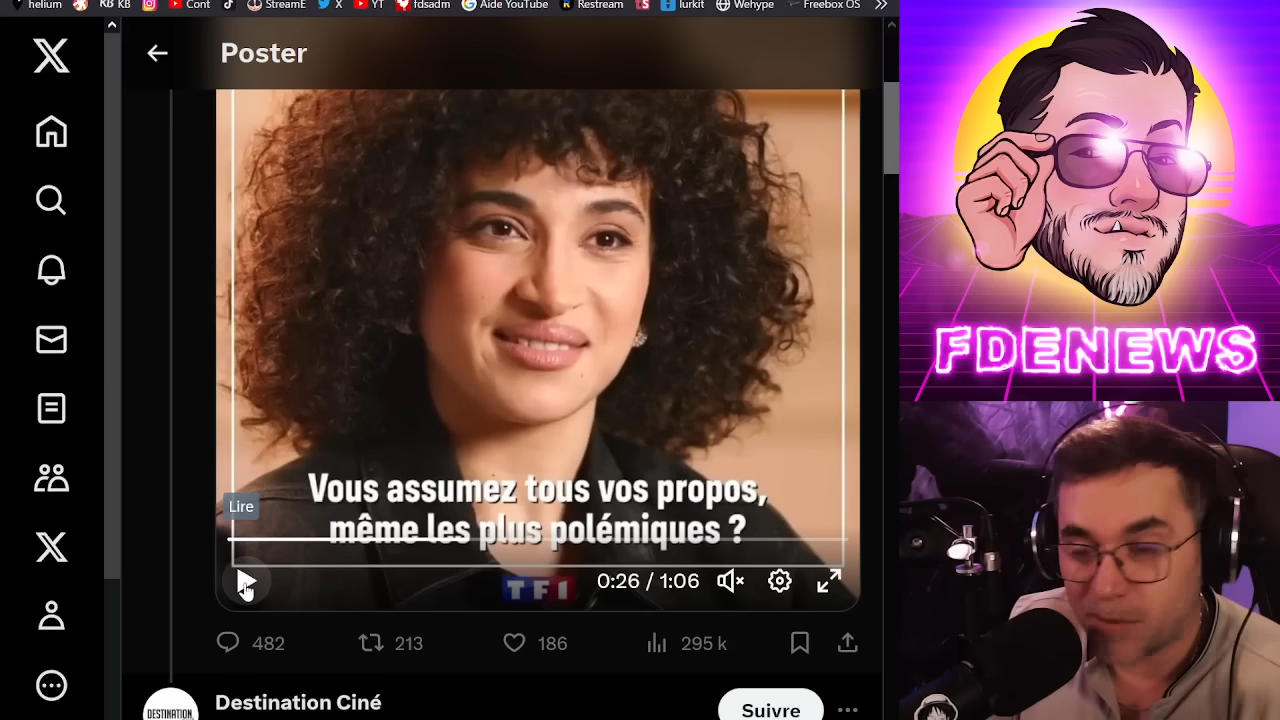 helium
KB KB
Cont
StreamE
X
YT
fdsadm
Aide YouTube
Restream
lurkit
Wehype
Freebox OS
Poster
Vous assumez tous vos propos,
même les plus polémiques ?
Lire
TF1
0:26 / 1:06
482
213
186
295 k
DESTINATION
Destination Ciné
Suivre
FDENEWS